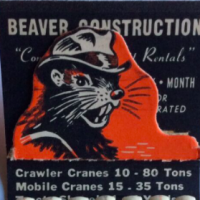 BEAVER CONSTRUCTION
"Co Rentals"
• MONTH
OR
RATED
Crawler Cranes 10 - 80 Tons
Mobile Cranes 15 - 35 Tons